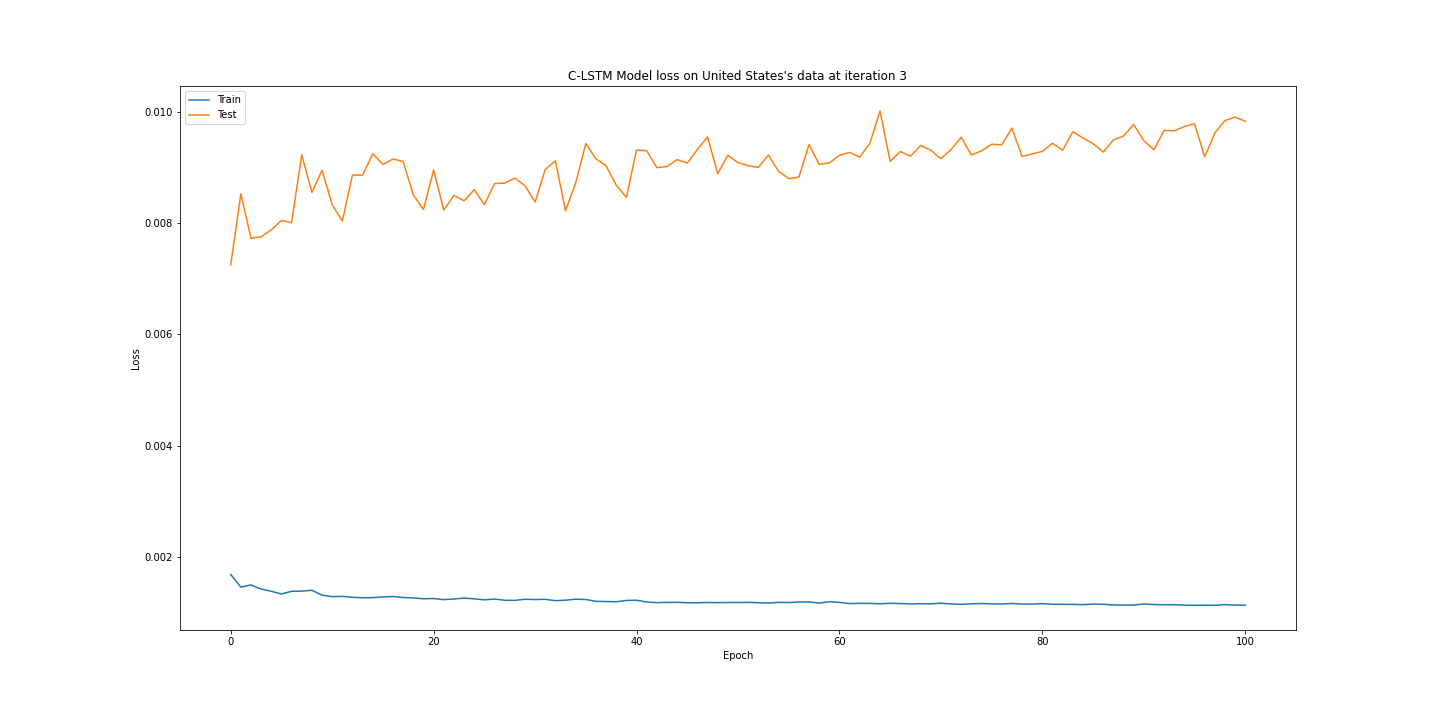 C-LSTM Model loss on United States's data at iteration 3
Train
Test
0.010
0.008
0.006
0.004
0.002
Loss
0 20 40 60 80 100
Epoch